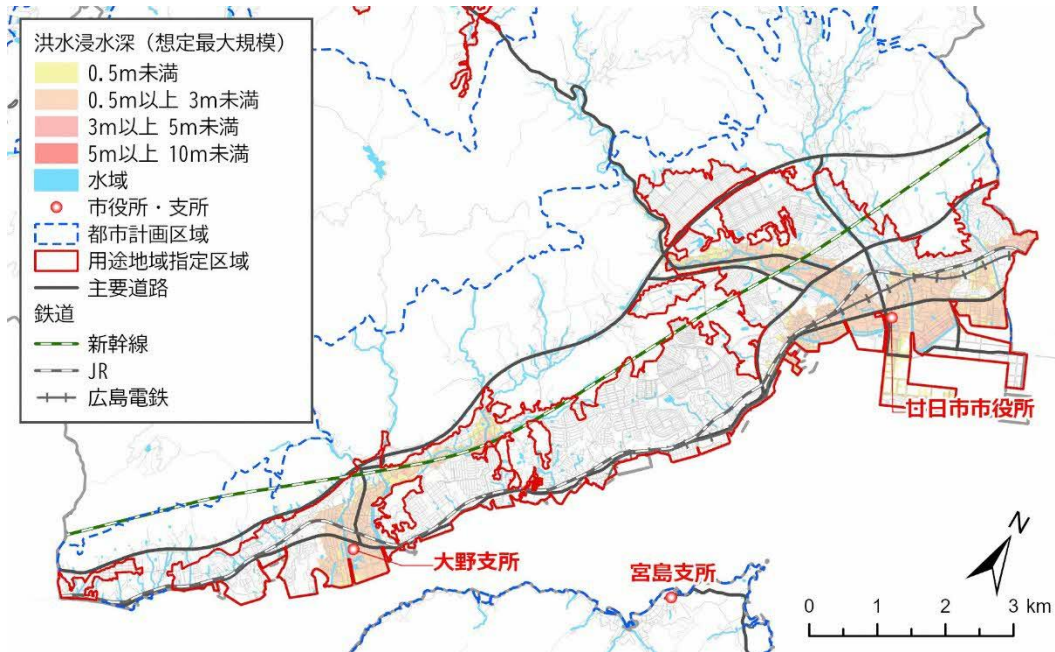 洪水浸水深（想定最大規模）
0.5m未満
0.5m以上 3m未満
3m以上 5m未満
5m以上 10m未満
水域
市役所・支所
都市計画区域
用途地域指定区域
主要道路
鉄道
新幹線
JR
広島電鉄
廿日市市役所
大野支所
宮島支所
N
0 1 2 3 km